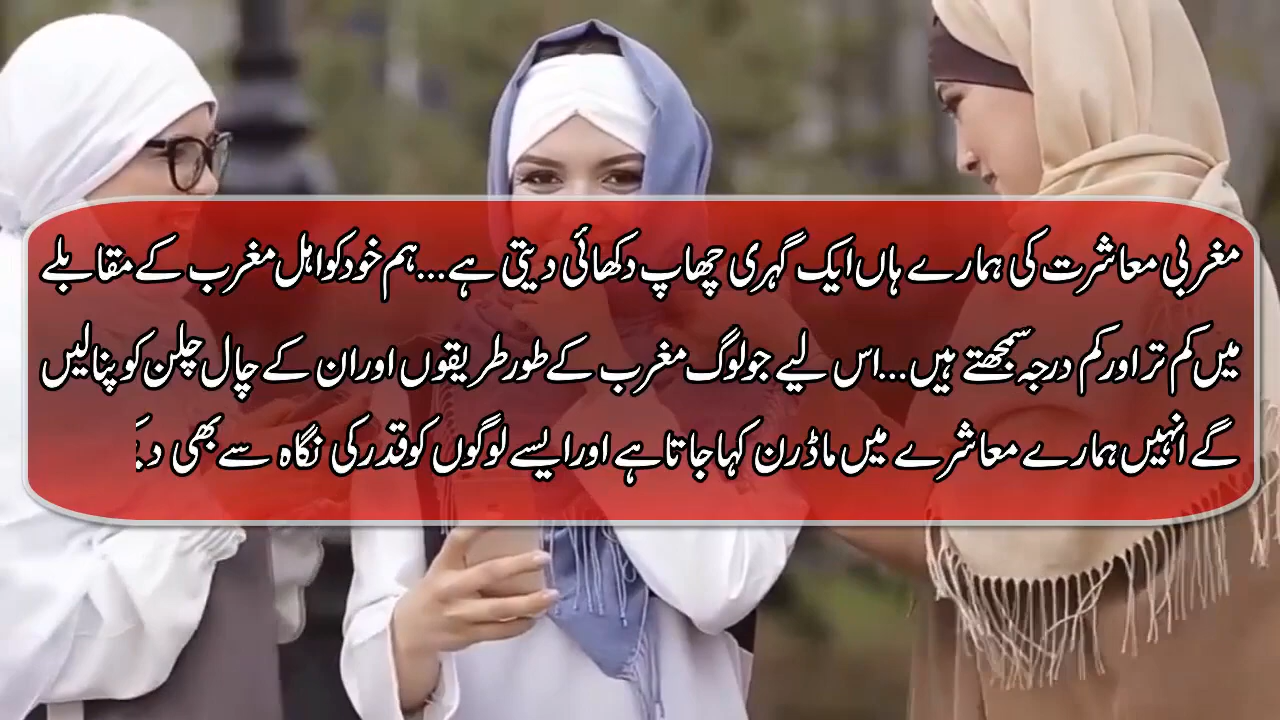 مغربی معاشرت کی ہمارے ہاں ایک گہری چھاپ دکھائی دیتی ہے...ہم خود کو اہل مغرب کے مقابلے
میں کم تر اور کم درجہ سمجھتے ہیں...اس لیے جو لوگ مغرب کے طور طریقوں اور ان کے چال چلن کو پنالیں
گے انہیں ہمارے معاشرے میں ماڈرن کہا جاتا ہے اور ایسے لوگوں کو قدر کی نگاہ سے بھی